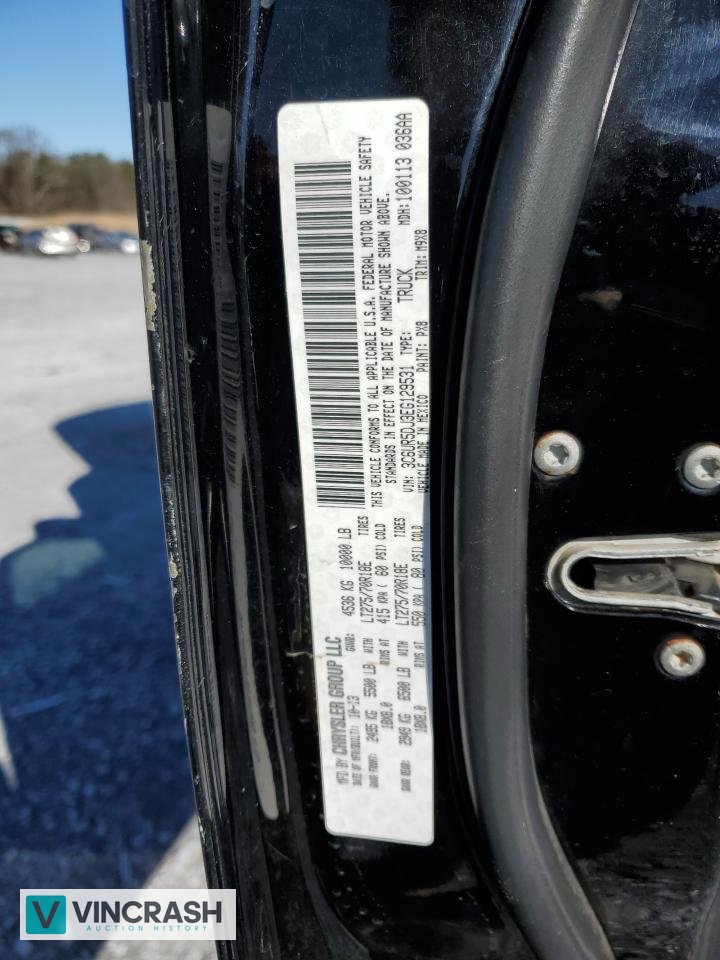 MFD BY CHRYSLER GROUP LLC
DATE OF MFR(BUILT): 10-13 GVWR: 4536 KG 10000 LB
GAWR FRONT: 2495 KG 5500 LB WITH LT275/70R18E TIRES
18X8.0 RIMS AT 415 KPA ( 60 PSI) COLD
GAWR REAR: 2949 KG 6500 LB WITH LT275/70R18E TIRES
18X8.0 RIMS AT 550 KPA ( 80 PSI) COLD
THIS VEHICLE CONFORMS TO ALL APPLICABLE U.S.A. FEDERAL MOTOR VEHICLE SAFETY
STANDARDS IN EFFECT ON THE DATE OF MANUFACTURE SHOWN ABOVE.
VIN: 3C6UR5DJ3EG129531 TYPE: TRUCK MDH: 100113 036AA
VEHICLE MADE IN MEXICO PAINT: PX8 TRIM: M9X8
V VINCRASH
AUCTION HISTORY